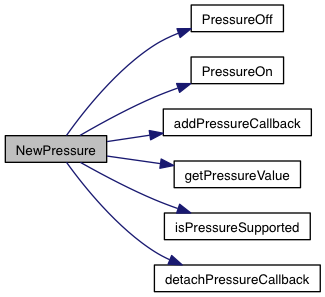 PressureOff
PressureOn
addPressureCallback
NewPressure
getPressureValue
isPressureSupported
detachPressureCallback